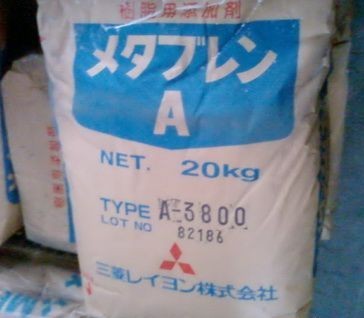 樹脂用添加剤
メタブレン
A
NET. 20kg
TYPE A-3800
LOT NO 82186
三菱レイヨン株式会社